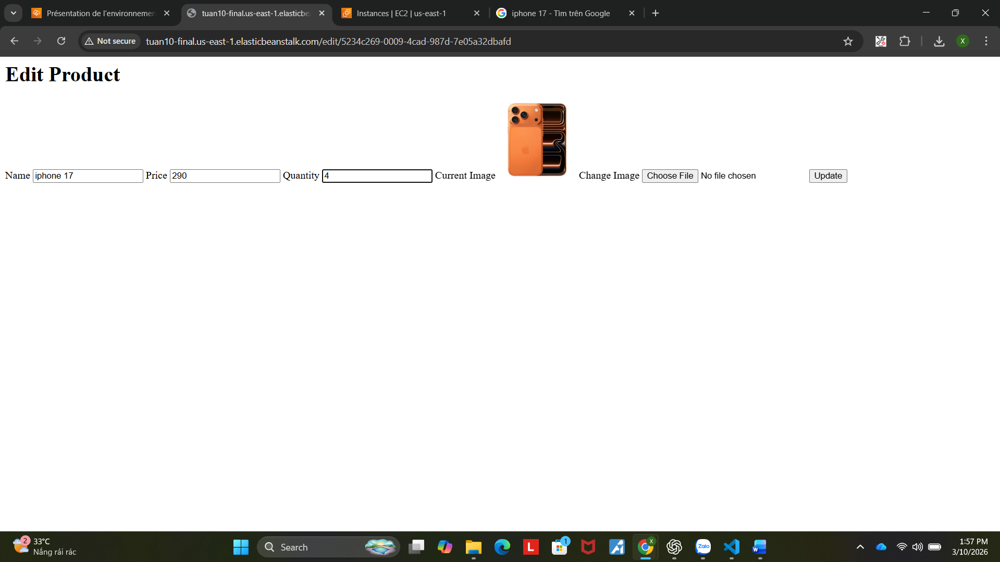 Présentation de l'environnemen
tuan10-final.us-east-1.elasticbe
Instances | EC2 | us-east-1
iphone 17 - Tìm trên Google
Not secure
tuan10-final.us-east-1.elasticbeanstalk.com/edit/5234c269-0009-4cad-987d-7e05a32dbafd
X
Edit Product
Name iphone 17 Price 290 Quantity 4 Current Image Change Image Choose File No file chosen Update
2
33°C
Nắng rải rác
Search
L
1
X
Zalo
W
1:57 PM
3/10/2026